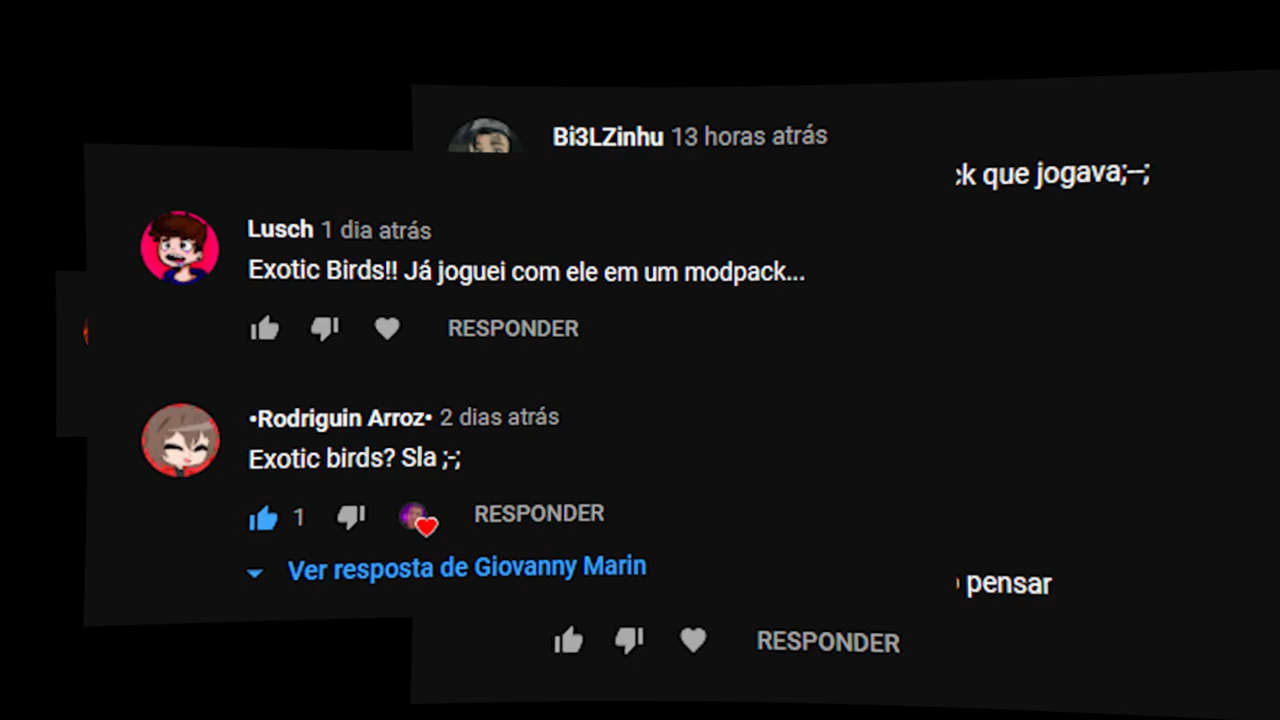 Bi3LZinhu 13 horas atrás
que jogava;--;
Lusch 1 dia atrás
Exotic Birds!! Já joguei com ele em um modpack...
RESPONDER
•Rodriguin Arroz• 2 dias atrás
Exotic birds? Sla ;-;
1 RESPONDER
Ver resposta de Giovanny Marin
pensar
RESPONDER